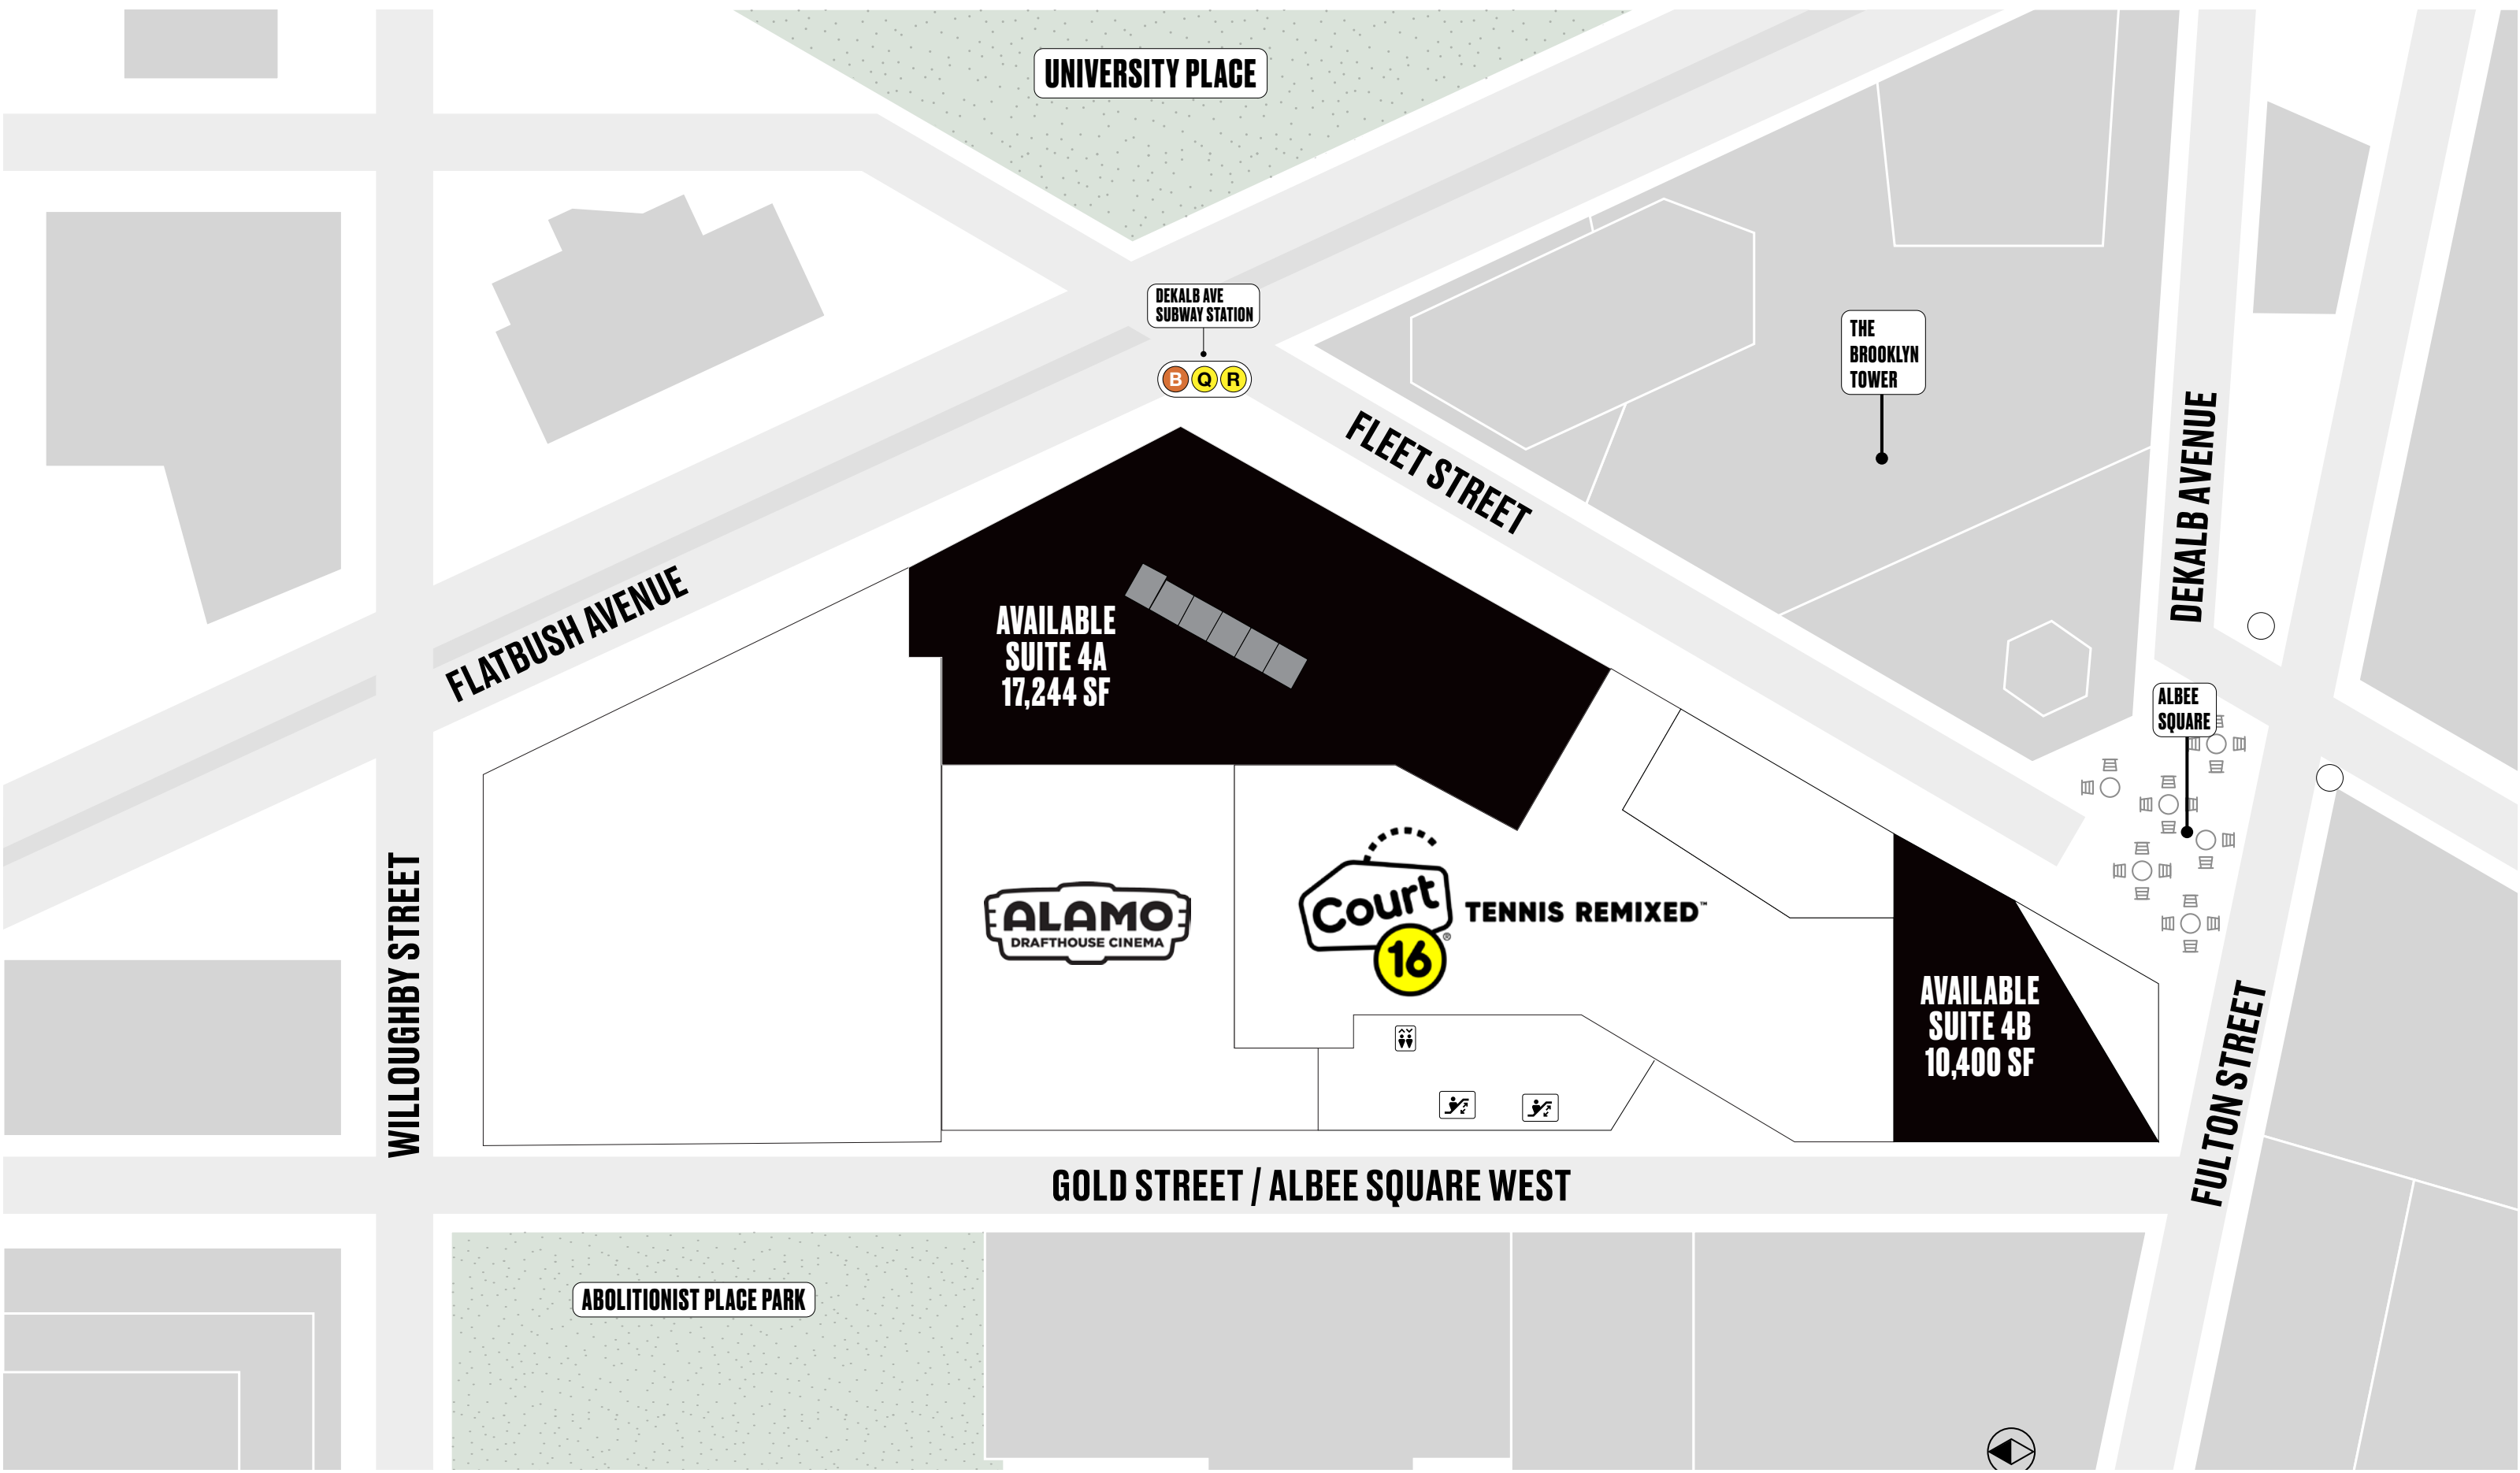 UNIVERSITY PLACE
DEKALB AVE
SUBWAY STATION
B Q R
THE
BROOKLYN
TOWER
FLEET STREET
DEKALB AVENUE
FLATBUSH AVENUE
AVAILABLE
SUITE 4A
17,244 SF
ALBEE
SQUARE
WILLOUGHBY STREET
ALAMO
DRAFTHOUSE CINEMA
Court
16®
TENNIS REMIXED™
AVAILABLE
SUITE 4B
10,400 SF
FULTON STREET
GOLD STREET / ALBEE SQUARE WEST
ABOLITIONIST PLACE PARK